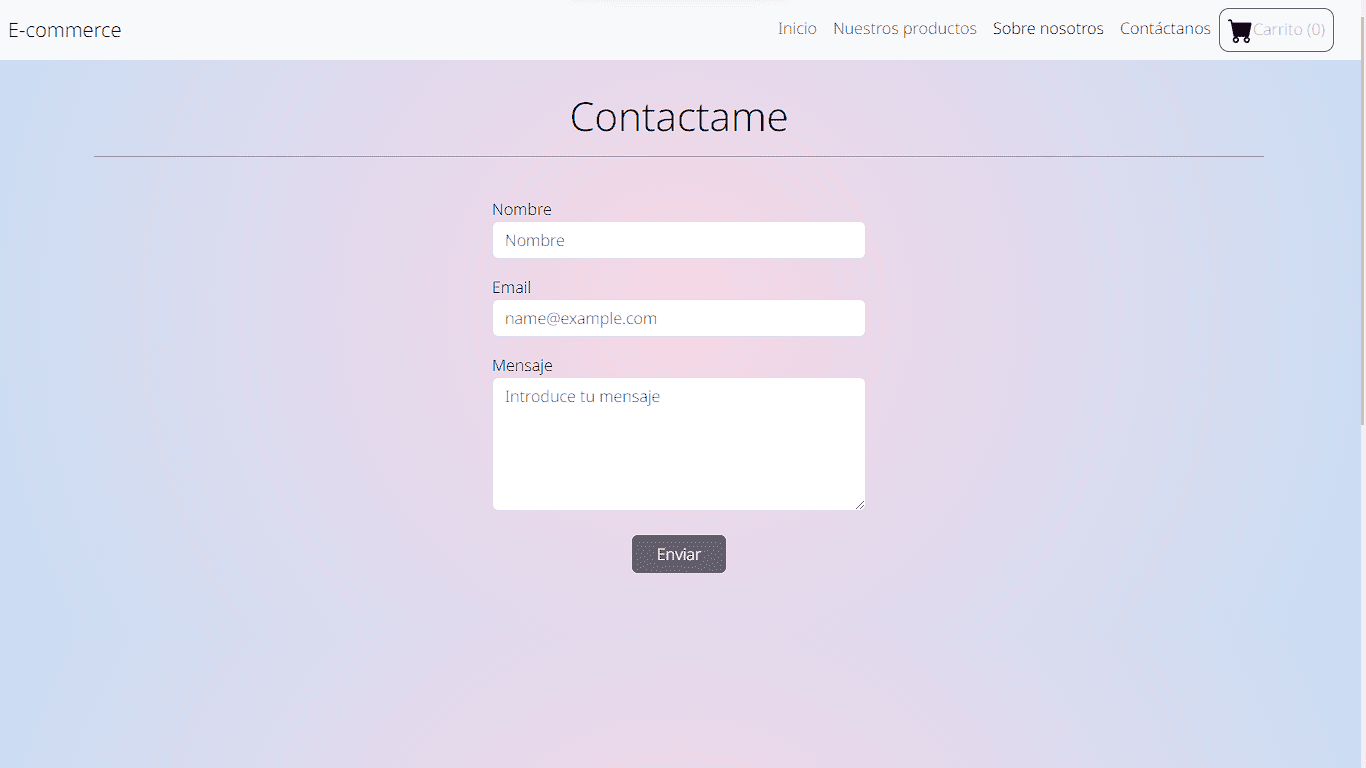 E-commerce
Inicio Nuestros productos Sobre nosotros Contáctanos Carrito (0)
Contactame
Nombre
Nombre
Email
name@example.com
Mensaje
Introduce tu mensaje
Enviar